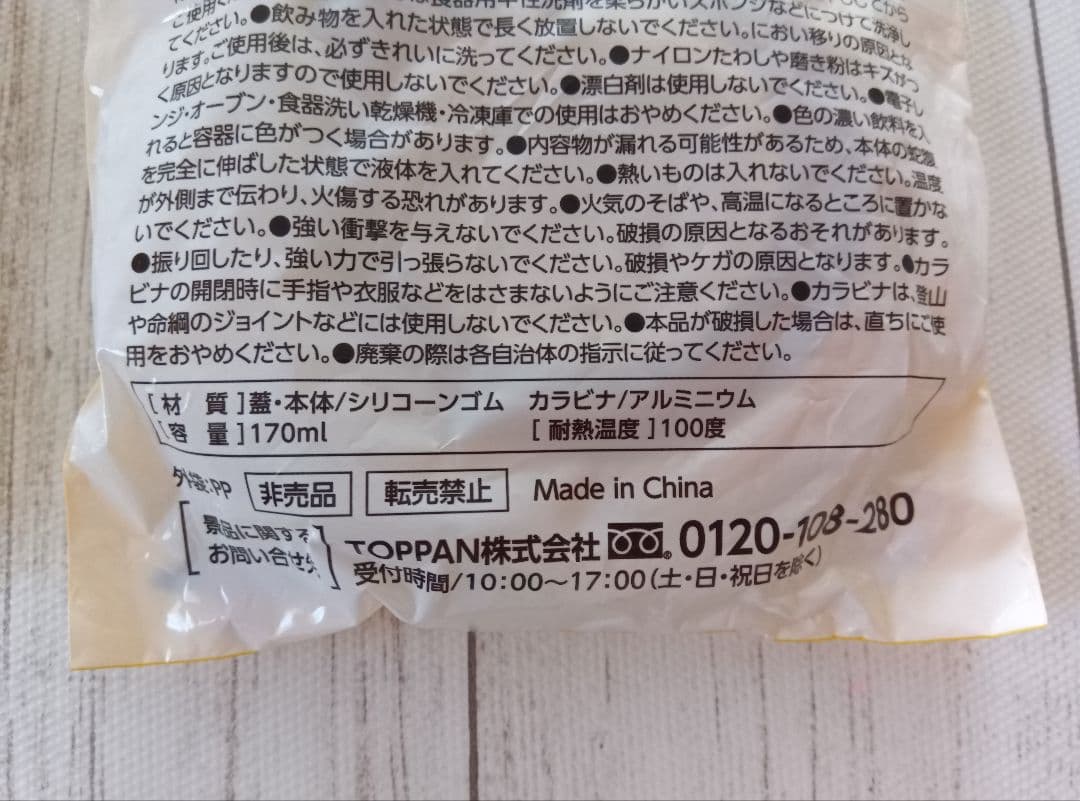 は食器用中性洗剤を柔らかいスポンジなどにつけて洗浄し
てください。●飲み物を入れた状態で長く放置しないでください。におい移りの原因とな
ります。ご使用後は、必ずきれいに洗ってください。●ナイロンたわしや磨き粉はキズがつ
く原因となりますので使用しないでください。●漂白剤は使用しないでください。●電子レ
ンジ・オーブン・食器洗い乾燥機・冷凍庫での使用はおやめください。●色の濃い飲料を入
れると容器に色がつく場合があります。●内容物が漏れる可能性があるため、本体の蛇腹
を完全に伸ばした状態で液体を入れてください。●熱いものは入れないでください。温度
が外側まで伝わり、火傷する恐れがあります。●火気のそばや、高温になるところに置かな
いでください。●強い衝撃を与えないでください。破損の原因となるおそれがあります。
●振り回したり、強い力で引っ張らないでください。破損やケガの原因となります。●カラ
ビナの開閉時に手指や衣服などをはさまないようにご注意ください。●カラビナは、登山
や命綱のジョイントなどには使用しないでください。●本品が破損した場合は、直ちにご使
用をおやめください。●廃棄の際は各自治体の指示に従ってください。
[材 質]蓋・本体/シリコーンゴム カラビナ/アルミニウム
[容 量]170ml [耐熱温度]100度
外袋:PP 非売品 転売禁止 Made in China
[景品に関する
お問い合せ先] TOPPAN株式会社 0120-108-280
受付時間/10:00〜17:00(土・日・祝日を除く)